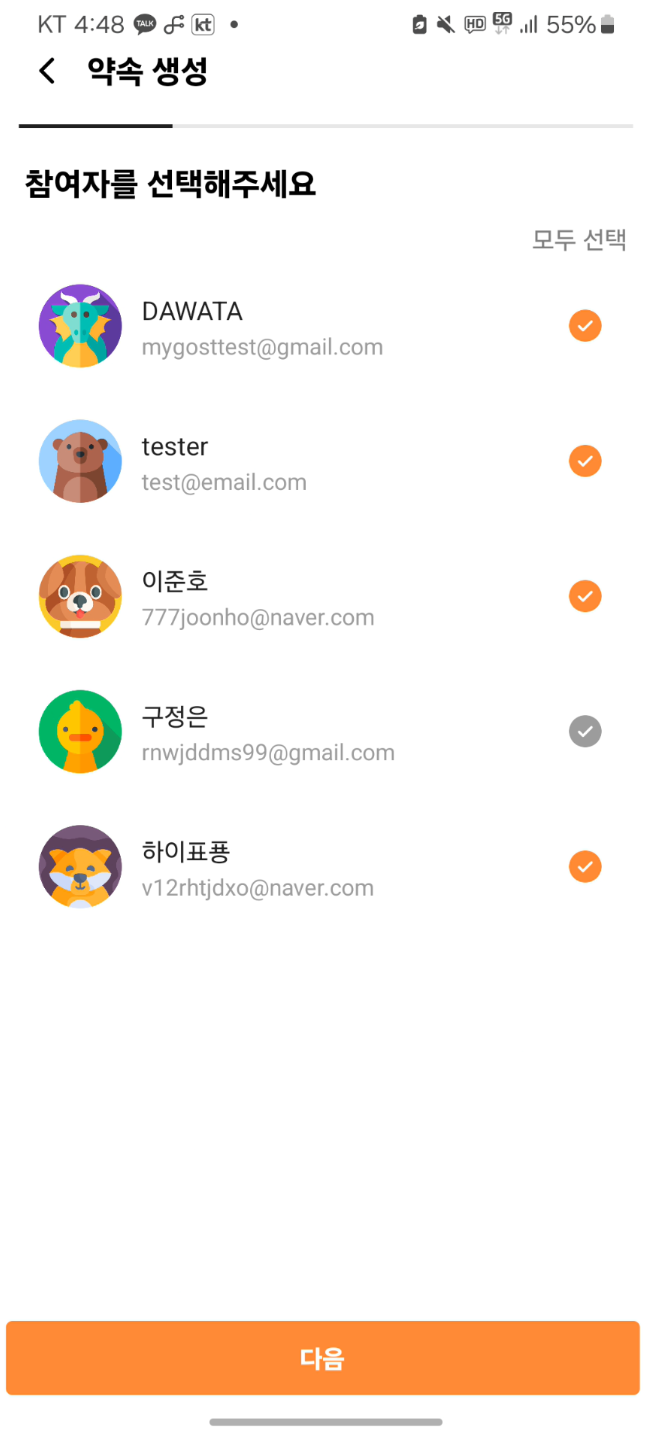 KT 4:48 TALK kt HD 5G 55%
약속 생성
참여자를 선택해주세요
모두 선택
DAWATA
mygosttest@gmail.com
tester
test@email.com
이준호
777joonho@naver.com
구정은
rnwjddms99@gmail.com
하이표풍
v12rhtjdxo@naver.com
다음